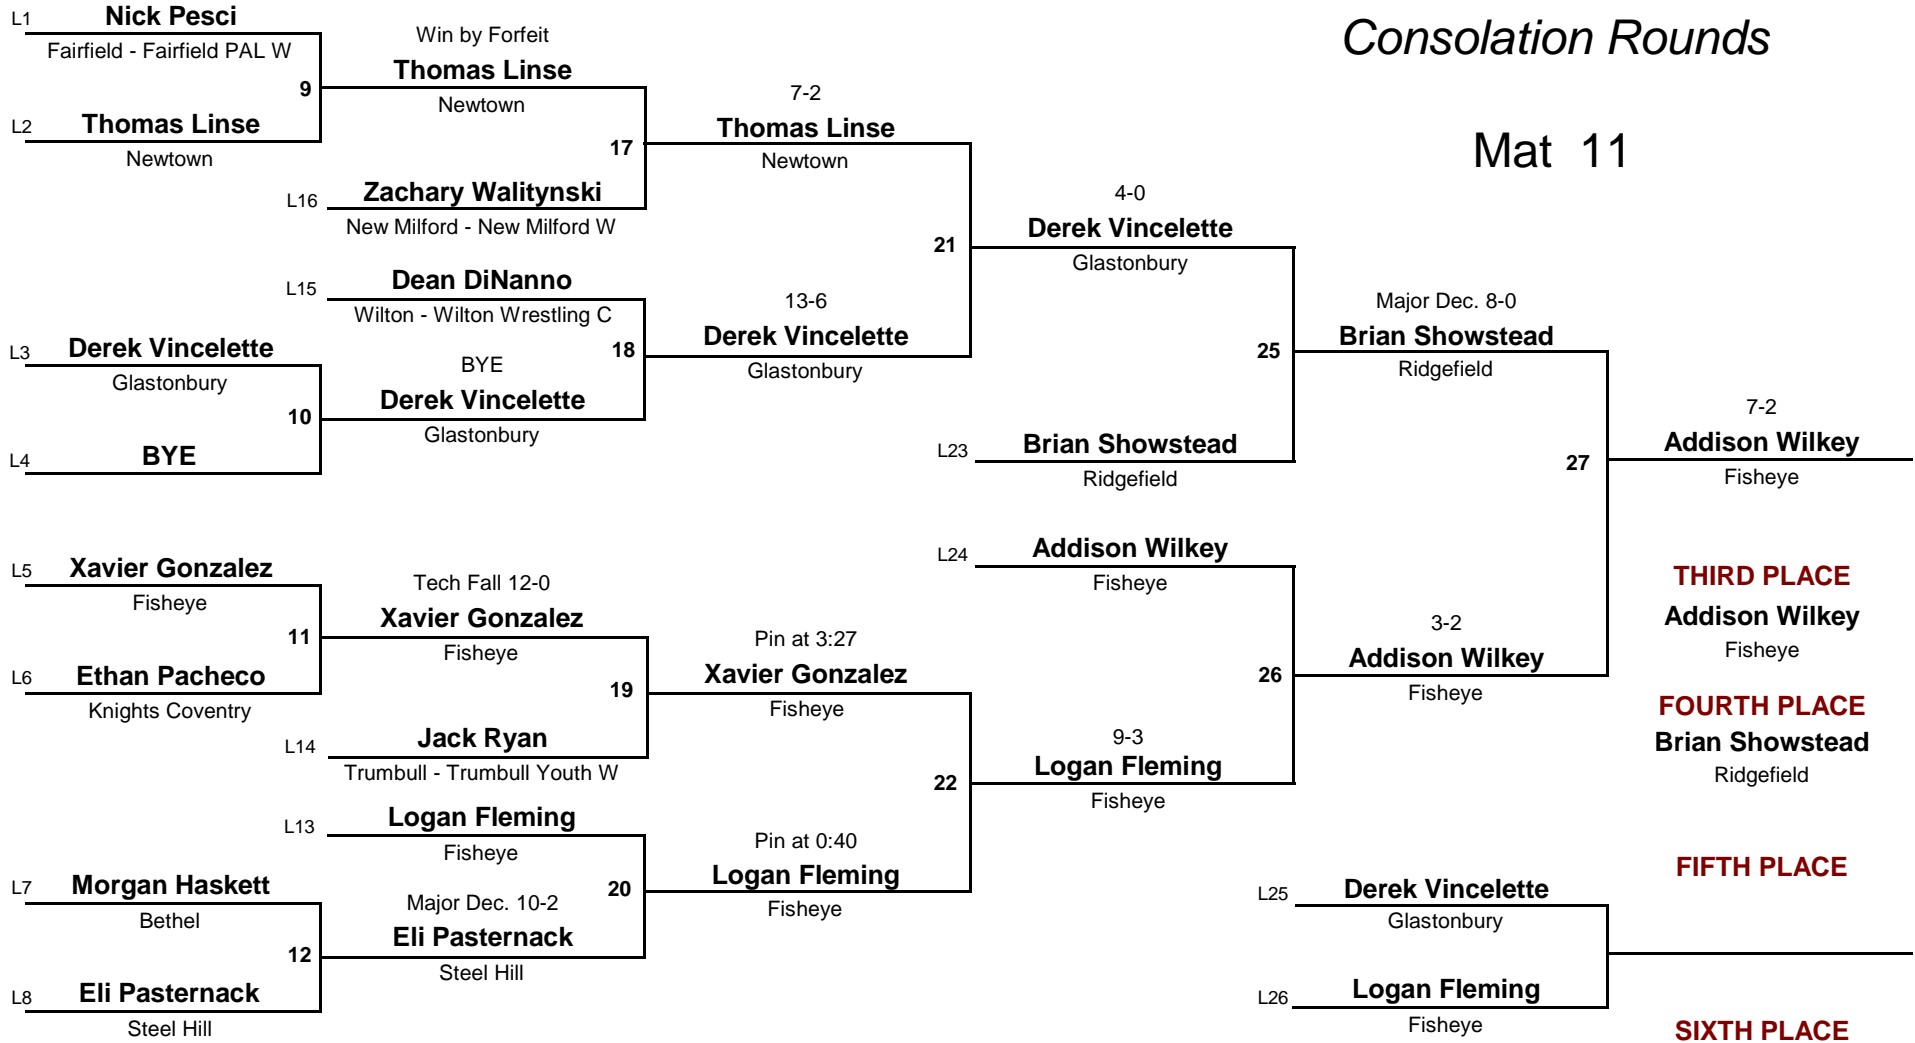 Consolation Rounds
Mat 11
L1 Nick Pesci
Fairfield - Fairfield PAL W
9
L2 Thomas Linse
Newtown
L3 Derek Vincelette
Glastonbury
10
L4 BYE
L5 Xavier Gonzalez
Fisheye
11
L6 Ethan Pacheco
Knights Coventry
L7 Morgan Haskett
Bethel
12
L8 Eli Pasternack
Steel Hill
Win by Forfeit
Thomas Linse
Newtown
17
L16 Zachary Walitynski
New Milford - New Milford W
L15 Dean DiNanno
Wilton - Wilton Wrestling C
18
BYE
Derek Vincelette
Glastonbury
Tech Fall 12-0
Xavier Gonzalez
Fisheye
19
L14 Jack Ryan
Trumbull - Trumbull Youth W
L13 Logan Fleming
Fisheye
20
Major Dec. 10-2
Eli Pasternack
Steel Hill
7-2
Thomas Linse
Newtown
21
13-6
Derek Vincelette
Glastonbury
Pin at 3:27
Xavier Gonzalez
Fisheye
22
Pin at 0:40
Logan Fleming
Fisheye
4-0
Derek Vincelette
Glastonbury
25
L23 Brian Showstead
Ridgefield
L24 Addison Wilkey
Fisheye
26
9-3
Logan Fleming
Fisheye
Major Dec. 8-0
Brian Showstead
Ridgefield
27
3-2
Addison Wilkey
Fisheye
L25 Derek Vincelette
Glastonbury
L26 Logan Fleming
Fisheye
7-2
Addison Wilkey
Fisheye
THIRD PLACE
Addison Wilkey
Fisheye
FOURTH PLACE
Brian Showstead
Ridgefield
FIFTH PLACE
SIXTH PLACE